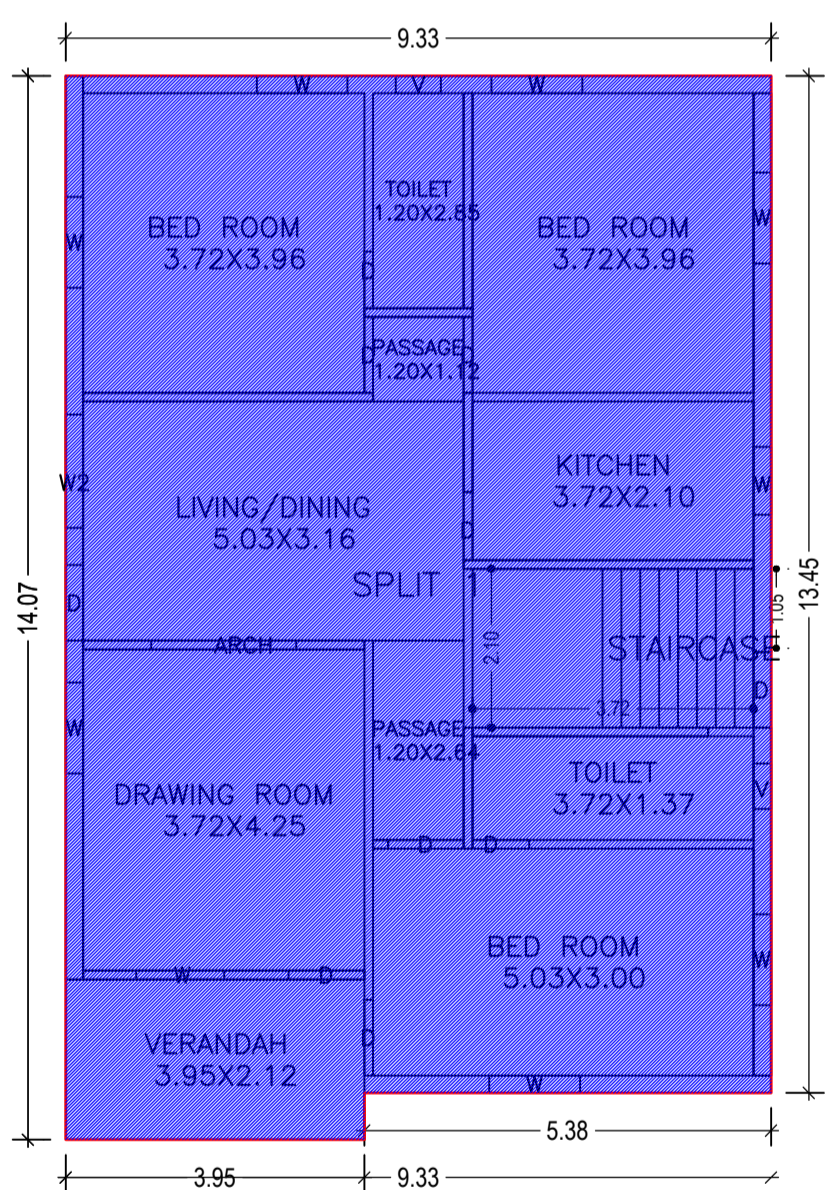 9.33
W
V
W
TOILET
1.20X2.85
BED ROOM
3.72X3.96
BED ROOM
3.72X3.96
W
W
D
PASSAGE
1.20X1.12
D
D
KITCHEN
3.72X2.10
W2
W
LIVING/DINING
5.03X3.16
D
SPLIT 1
14.07
13.45
1.05
D
2.10
STAIRCASE
ARCH
D
3.72
W
PASSAGE
1.20X2.64
TOILET
3.72X1.37
V
DRAWING ROOM
3.72X4.25
D
D
BED ROOM
5.03X3.00
W
W
D
VERANDAH
3.95X2.12
D
W
5.38
3.95
9.33